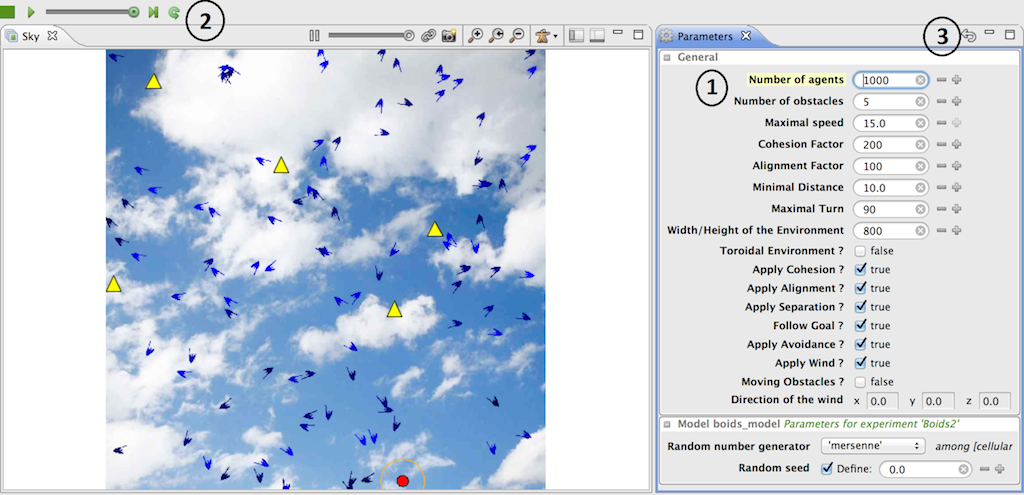 2
Sky
Parameters
3
General
1
Number of agents 1000
Number of obstacles 5
Maximal speed 15.0
Cohesion Factor 200
Alignment Factor 100
Minimal Distance 10.0
Maximal Turn 90
Width/Height of the Environment 800
Toroidal Environment ? false
Apply Cohesion ? true
Apply Alignment ? true
Apply Separation ? true
Follow Goal ? true
Apply Avoidance ? true
Apply Wind ? true
Moving Obstacles ? false
Direction of the wind x 0.0 y 0.0 z 0.0
Model boids_model Parameters for experiment 'Boids2'
Random number generator 'mersenne' among [cellular
Random seed Define: 0.0